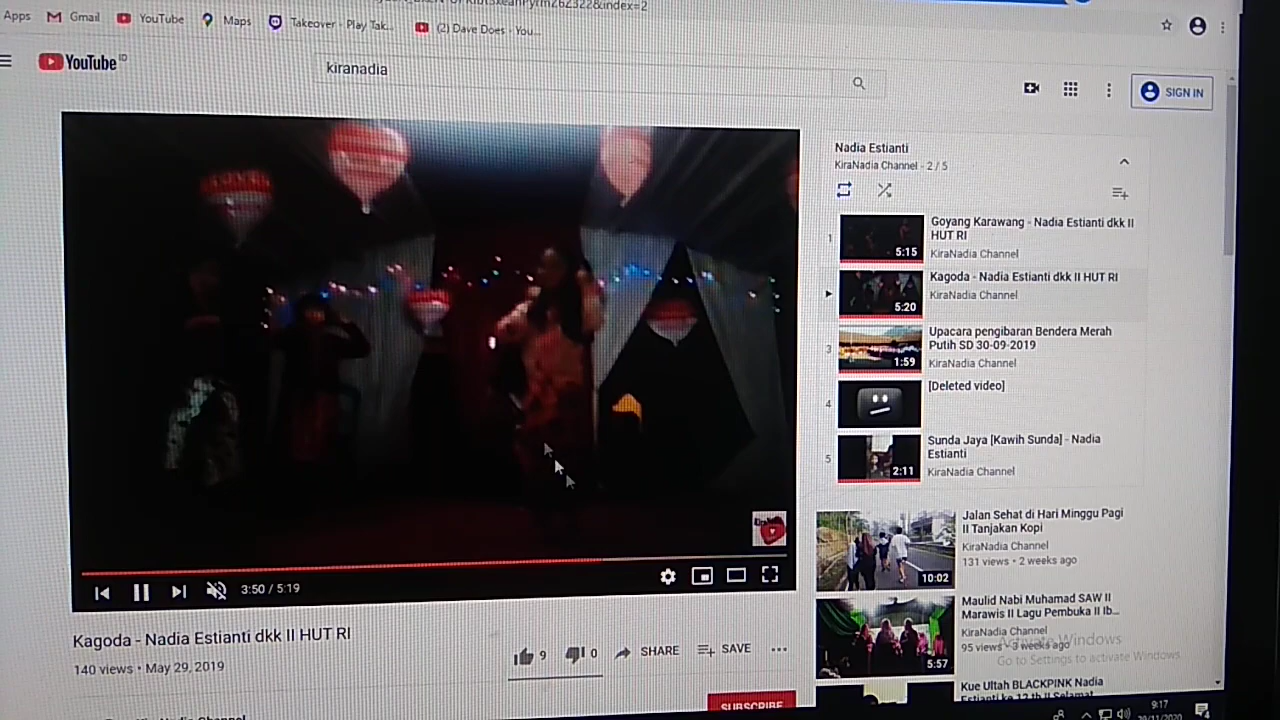 Apps Gmail YouTube Maps Takeover - Play Tak... (2) Dave Does - You...
YouTube ID
kiranadia
SIGN IN
Nadia Estianti
KiraNadia Channel - 2 / 5
1
5:15
Goyang Karawang - Nadia Estianti dkk II
HUT RI
KiraNadia Channel
5:20
Kagoda - Nadia Estianti dkk II HUT RI
KiraNadia Channel
3
1:59
Upacara pengibaran Bendera Merah
Putih SD 30-09-2019
KiraNadia Channel
4
[Deleted video]
5
2:11
Sunda Jaya [Kawih Sunda] - Nadia
Estianti
KiraNadia Channel
10:02
Jalan Sehat di Hari Minggu Pagi
II Tanjakan Kopi
KiraNadia Channel
131 views • 2 weeks ago
5:57
Maulid Nabi Muhamad SAW II
Marawis II Lagu Pembuka II Ib...
KiraNadia Channel
95 views • 3 weeks ago
Kue Ultah BLACKPINK Nadia
Estianti ke 12 th II Selamat
3:50 / 5:19
Kagoda - Nadia Estianti dkk II HUT RI
140 views • May 29, 2019
9 0 SHARE SAVE
SUBSCRIBE
Activate Windows
Go to Settings to activate Windows.
9:17